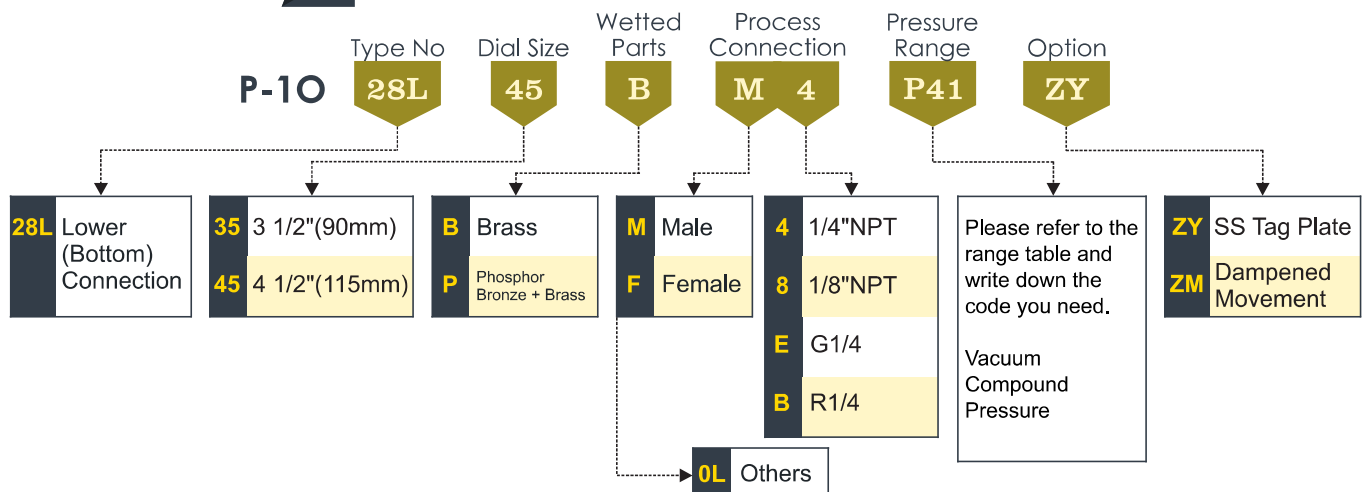 Type No
Dial Size
Wetted
Parts
Process
Connection
Pressure
Range
Option
P-10 28L 45 B M 4 P41 ZY
28L Lower
(Bottom)
Connection
35 3 1/2"(90mm)
45 4 1/2"(115mm)
B Brass
P Phosphor
Bronze + Brass
M Male
F Female
4 1/4"NPT
8 1/8"NPT
E G1/4
B R1/4
0L Others
Please refer to the
range table and
write down the
code you need.
Vacuum
Compound
Pressure
ZY SS Tag Plate
ZM Dampened
Movement